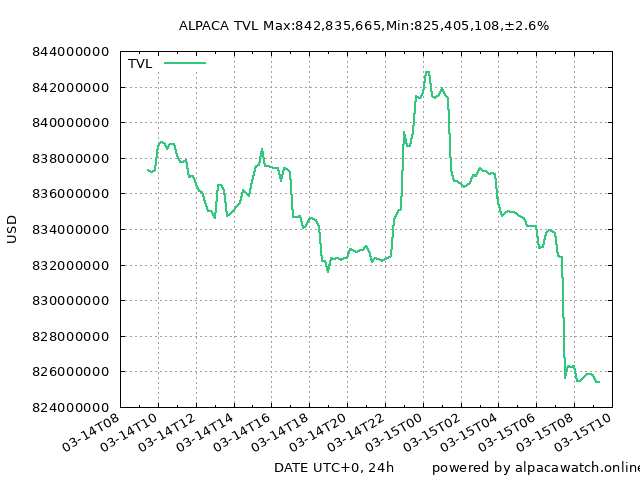 ALPACA TVL Max:842,835,665,Min:825,405,108,±2.6%
TVL
844000000
842000000
840000000
838000000
836000000
834000000
832000000
830000000
828000000
826000000
824000000
USD
03-14T08
03-14T10
03-14T12
03-14T14
03-14T16
03-14T18
03-14T20
03-14T22
03-15T00
03-15T02
03-15T04
03-15T06
03-15T08
03-15T10
DATE UTC+0, 24h
powered by alpacawatch.online